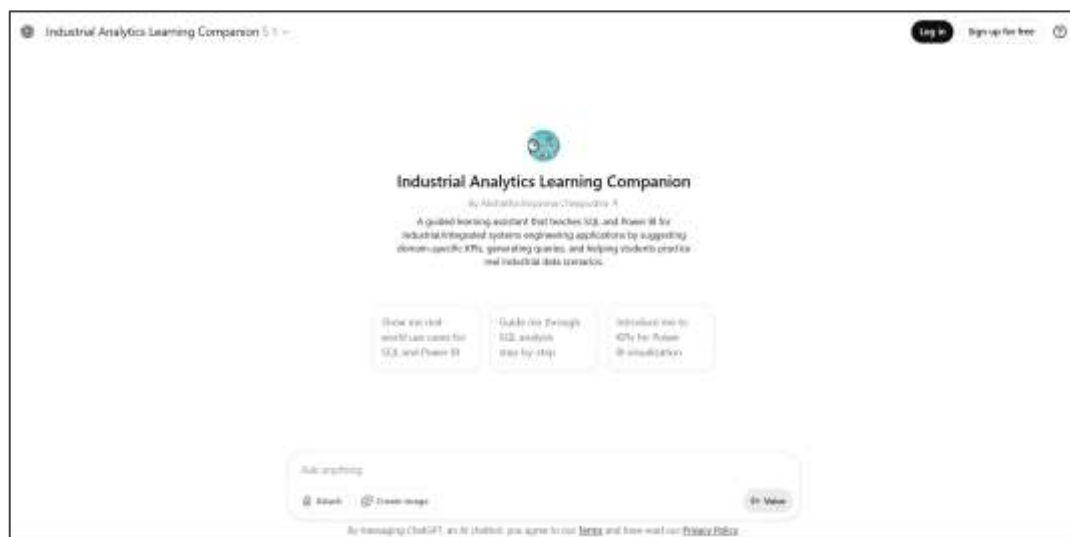 Industrial Analytics Learning Companion 5.1
Log in
Sign up for free
Industrial Analytics Learning Companion
By
A guided learning assistant that teaches SQL and Power BI for
industrial/integrated systems engineering applications by suggesting
domain-specific KPIs, generating queries, and helping students practice
real industrial data scenarios.
Show me real
world use cases for
SQL and Power BI
Guide me through
SQL analysis
step-by-step
Introduce me to
KPIs for Power
BI visualization
Ask anything
Attach
Create image
Voice
By messaging ChatGPT, an AI chatbot, you agree to our Terms and have read our Privacy Policy.